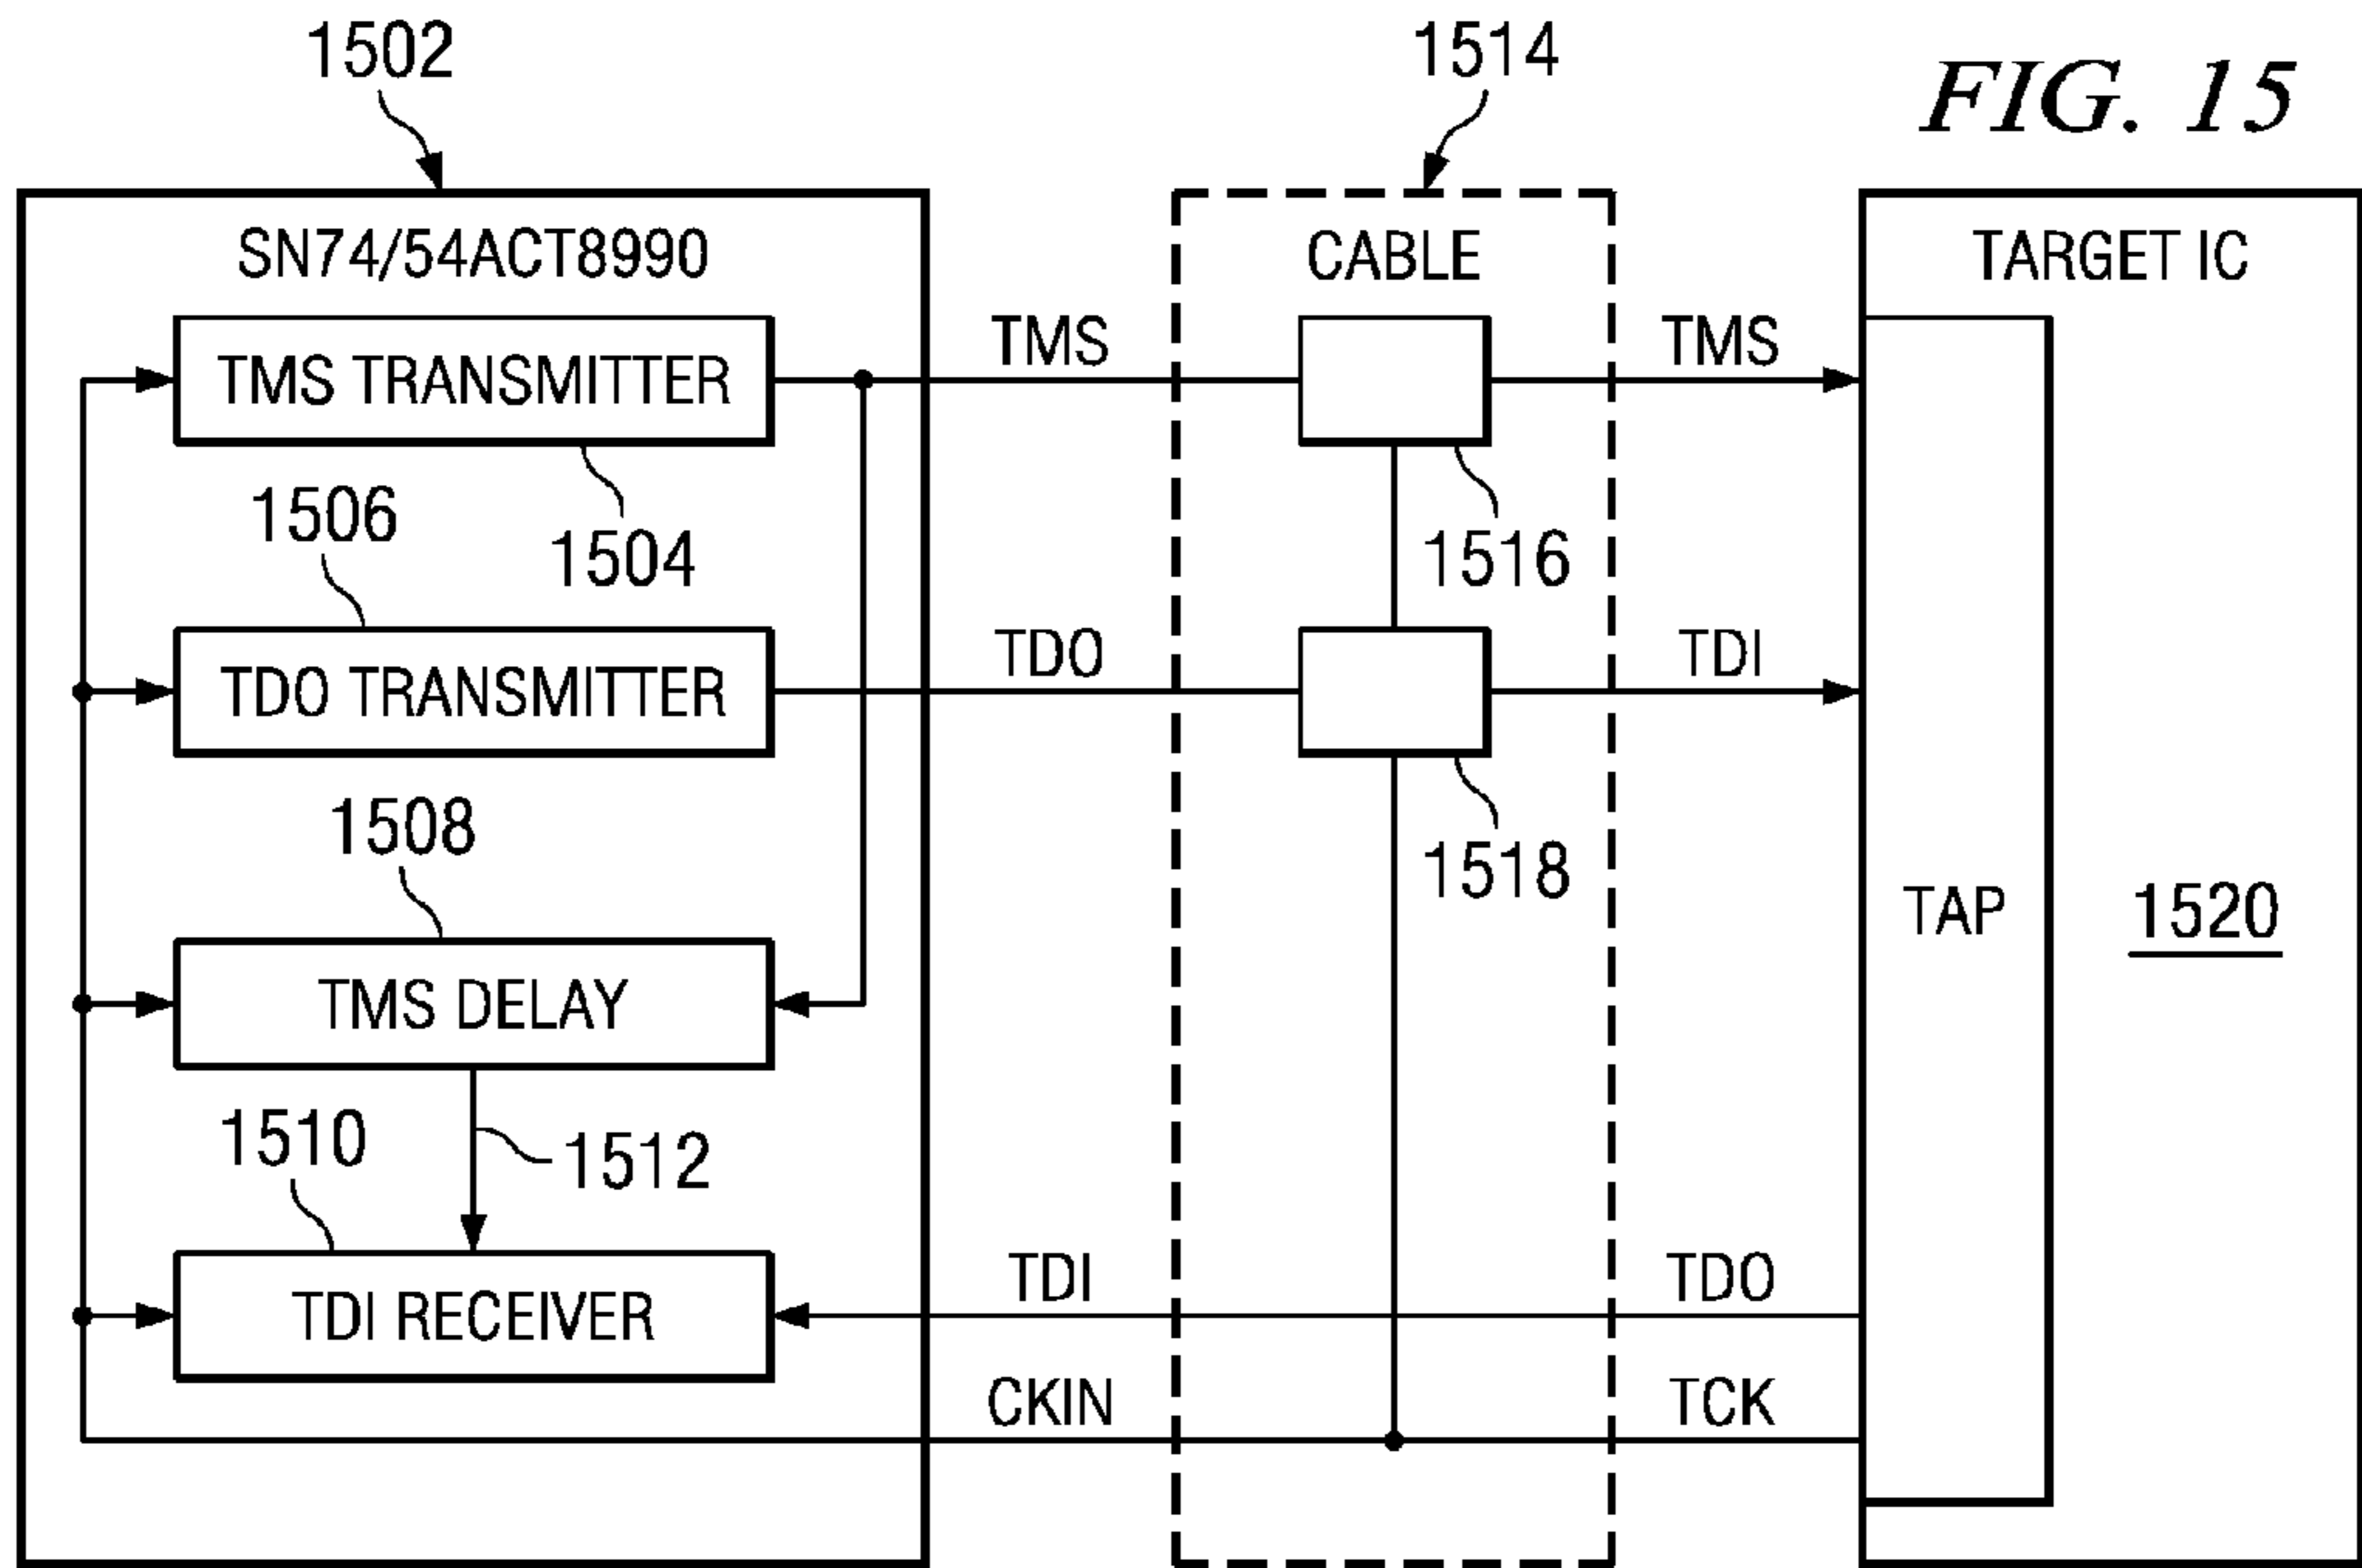 1502
1514
FIG. 15
SN74/54ACT8990
CABLE
TARGET IC
TMS TRANSMITTER
TMS
TMS
1506
1504
1516
TDO TRANSMITTER
TDO
TDI
1508
1518
TAP
1520
TMS DELAY
1510
1512
TDI RECEIVER
TDI
TDO
CKIN
TCK